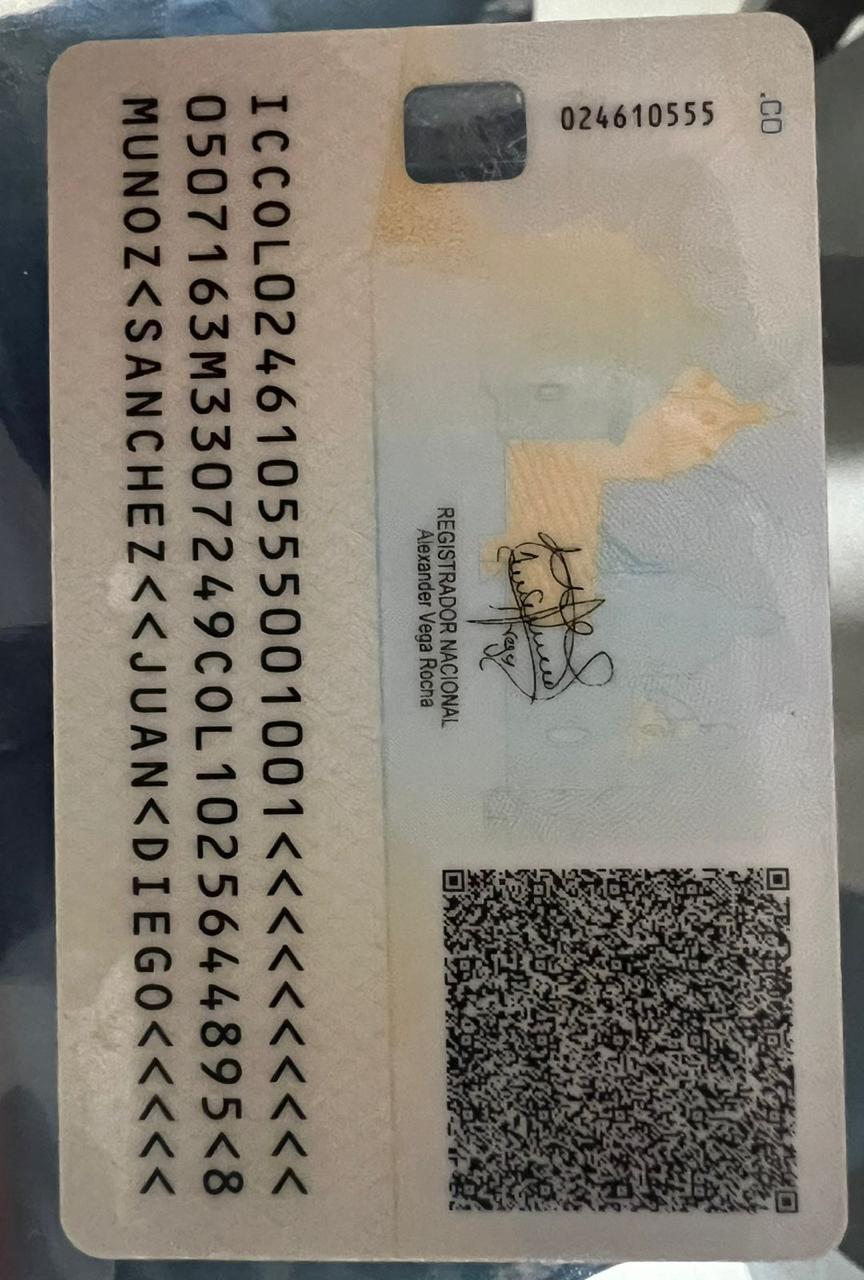 .CO
024610555
REGISTRADOR NACIONAL
Alexander Vega Rocha
ICCOL024610555001001<<<<<<<<<<
0507163M3307249COL1025644895<8
MUNOZ<SANCHEZ<<JUAN<DIEGO<<<<<